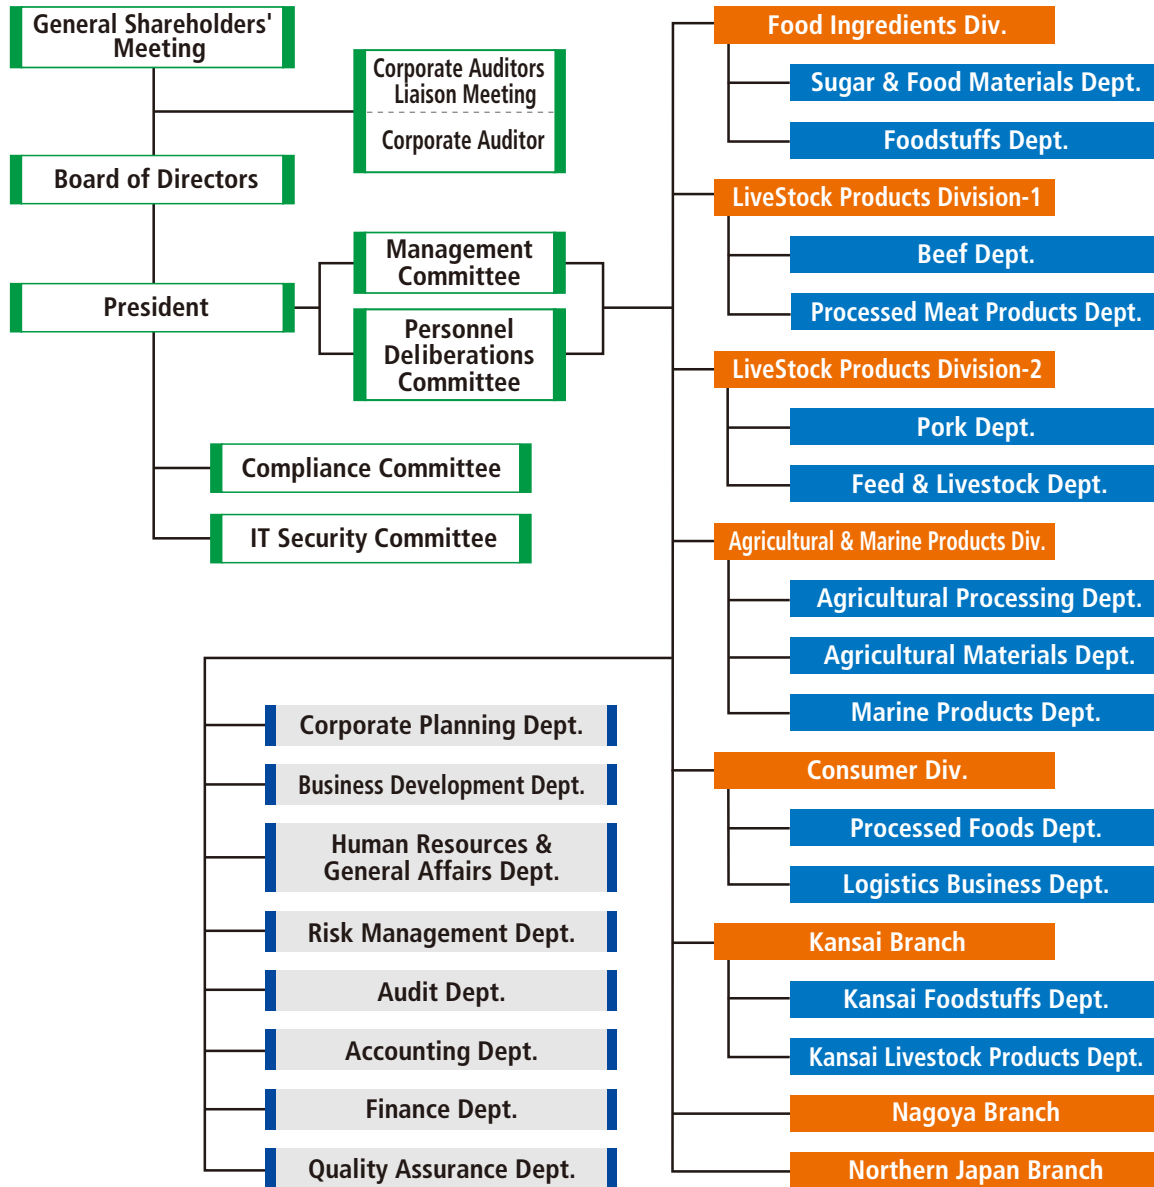 General Shareholders'
Meeting
Corporate Auditors
Liaison Meeting
Corporate Auditor
Board of Directors
Management
Committee
President
Personnel
Deliberations
Committee
Compliance Committee
IT Security Committee
Corporate Planning Dept.
Business Development Dept.
Human Resources &
General Affairs Dept.
Risk Management Dept.
Audit Dept.
Accounting Dept.
Finance Dept.
Quality Assurance Dept.
Food Ingredients Div.
Sugar & Food Materials Dept.
Foodstuffs Dept.
LiveStock Products Division-1
Beef Dept.
Processed Meat Products Dept.
LiveStock Products Division-2
Pork Dept.
Feed & Livestock Dept.
Agricultural & Marine Products Div.
Agricultural Processing Dept.
Agricultural Materials Dept.
Marine Products Dept.
Consumer Div.
Processed Foods Dept.
Logistics Business Dept.
Kansai Branch
Kansai Foodstuffs Dept.
Kansai Livestock Products Dept.
Nagoya Branch
Northern Japan Branch